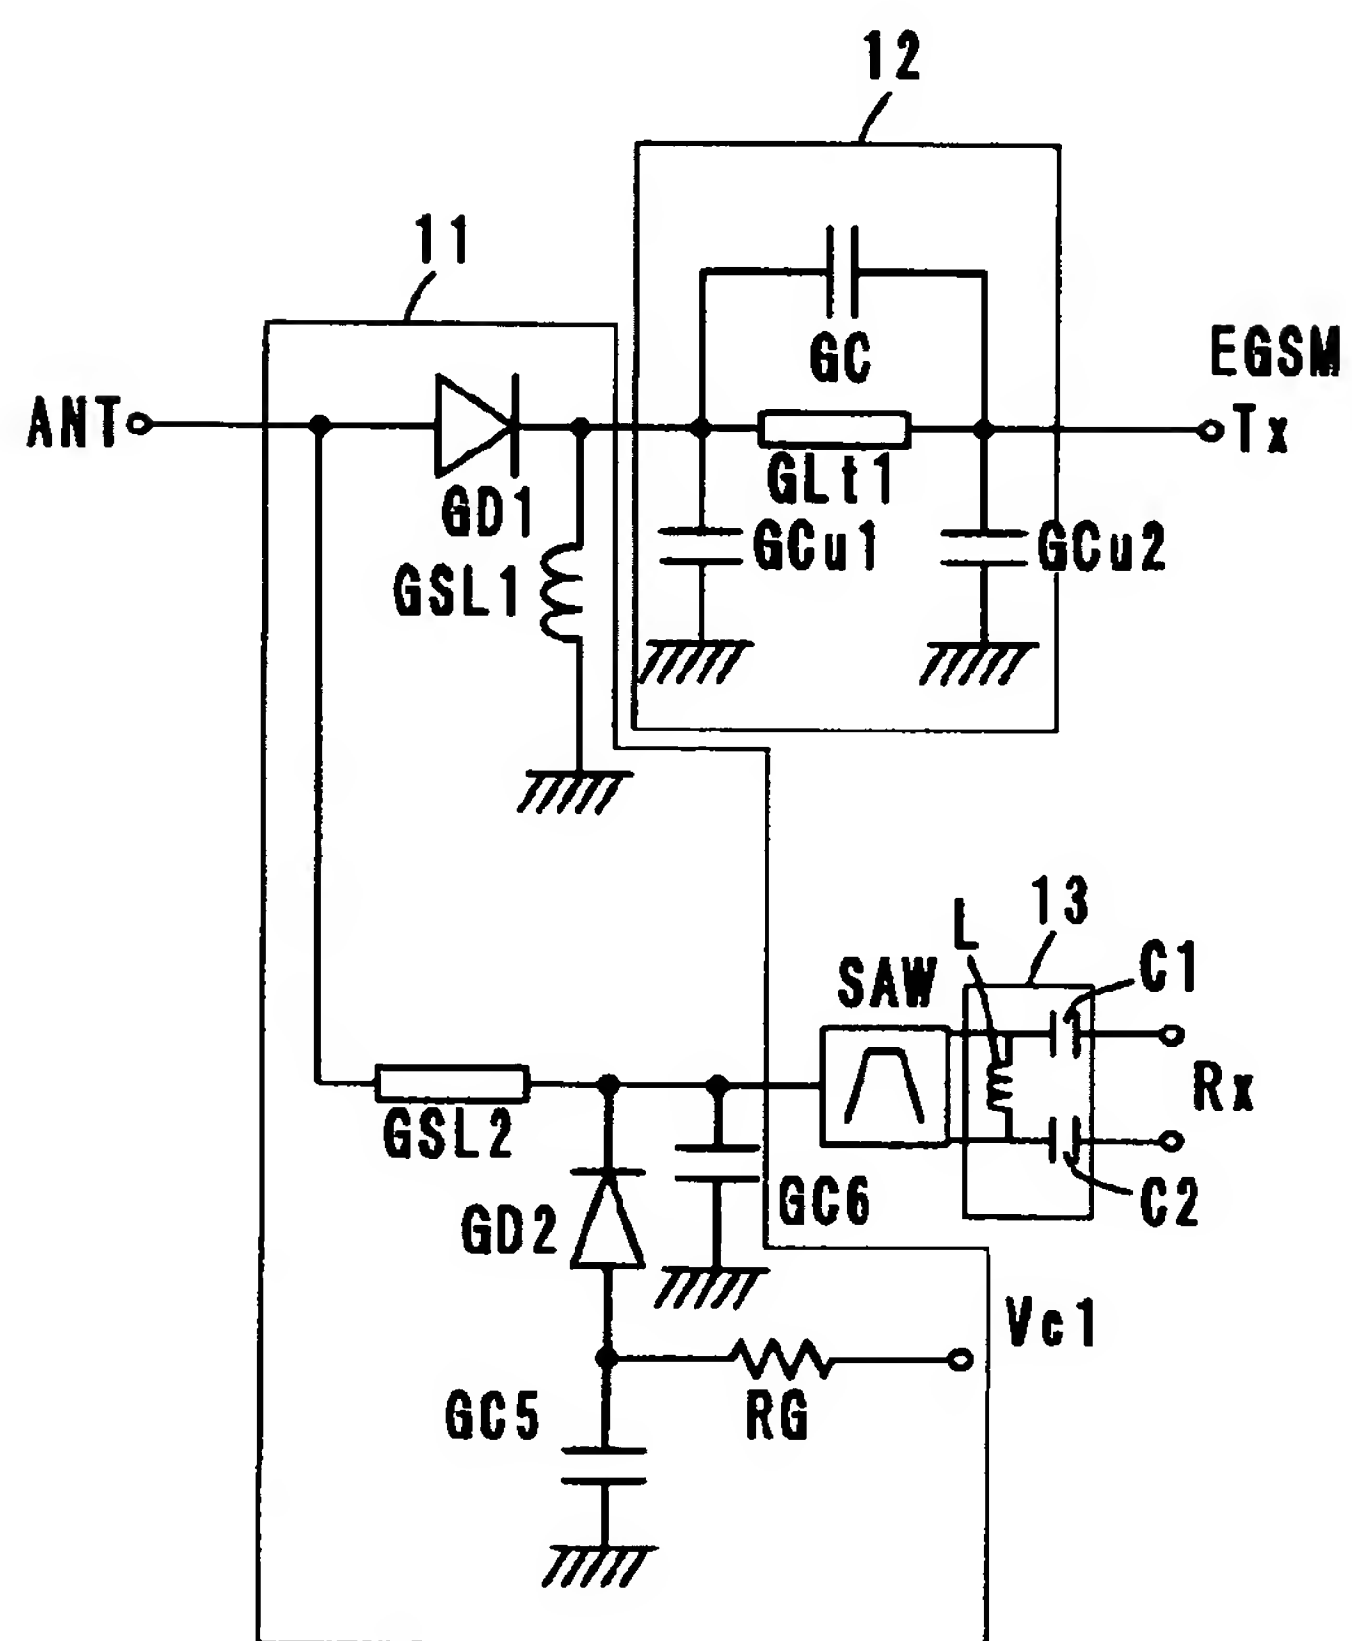 12
11
GC
EGSM
ANT
Tx
GLt1
GD1
GCu1
GCu2
GSL1
13
L
C1
SAW
Rx
GSL2
C2
GC6
GD2
Vc1
GC5
RG